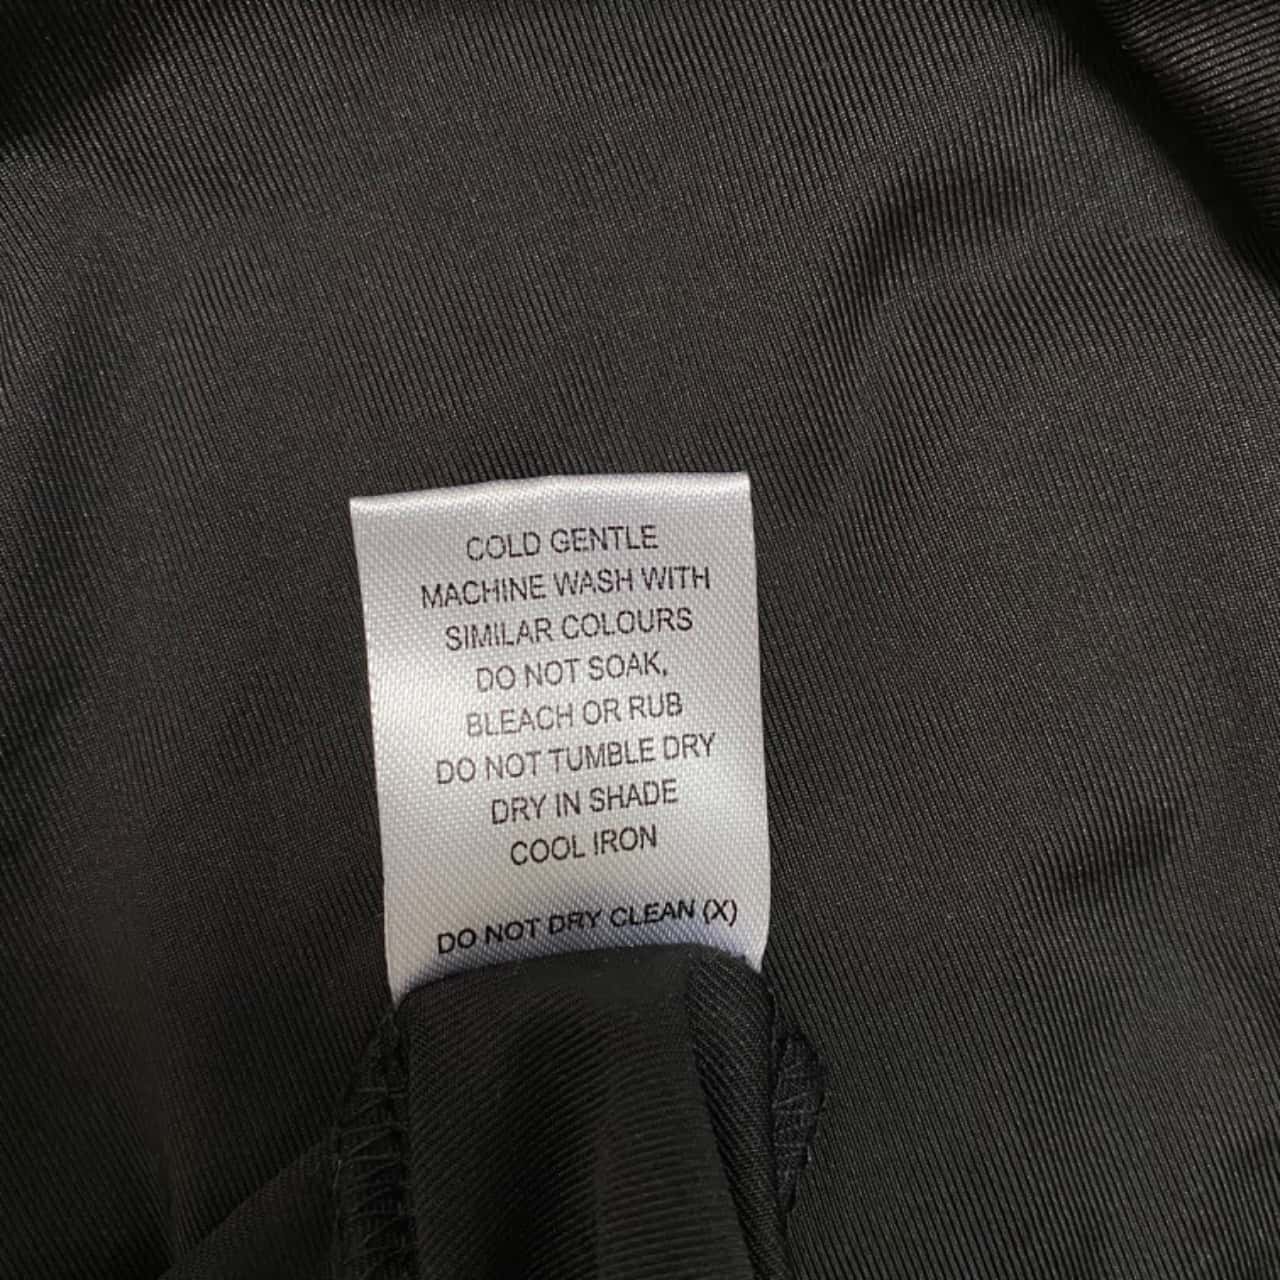 COLD GENTLE
MACHINE WASH WITH
SIMILAR COLOURS
DO NOT SOAK,
BLEACH OR RUB
DO NOT TUMBLE DRY
DRY IN SHADE
COOL IRON
DO NOT DRY CLEAN (X)